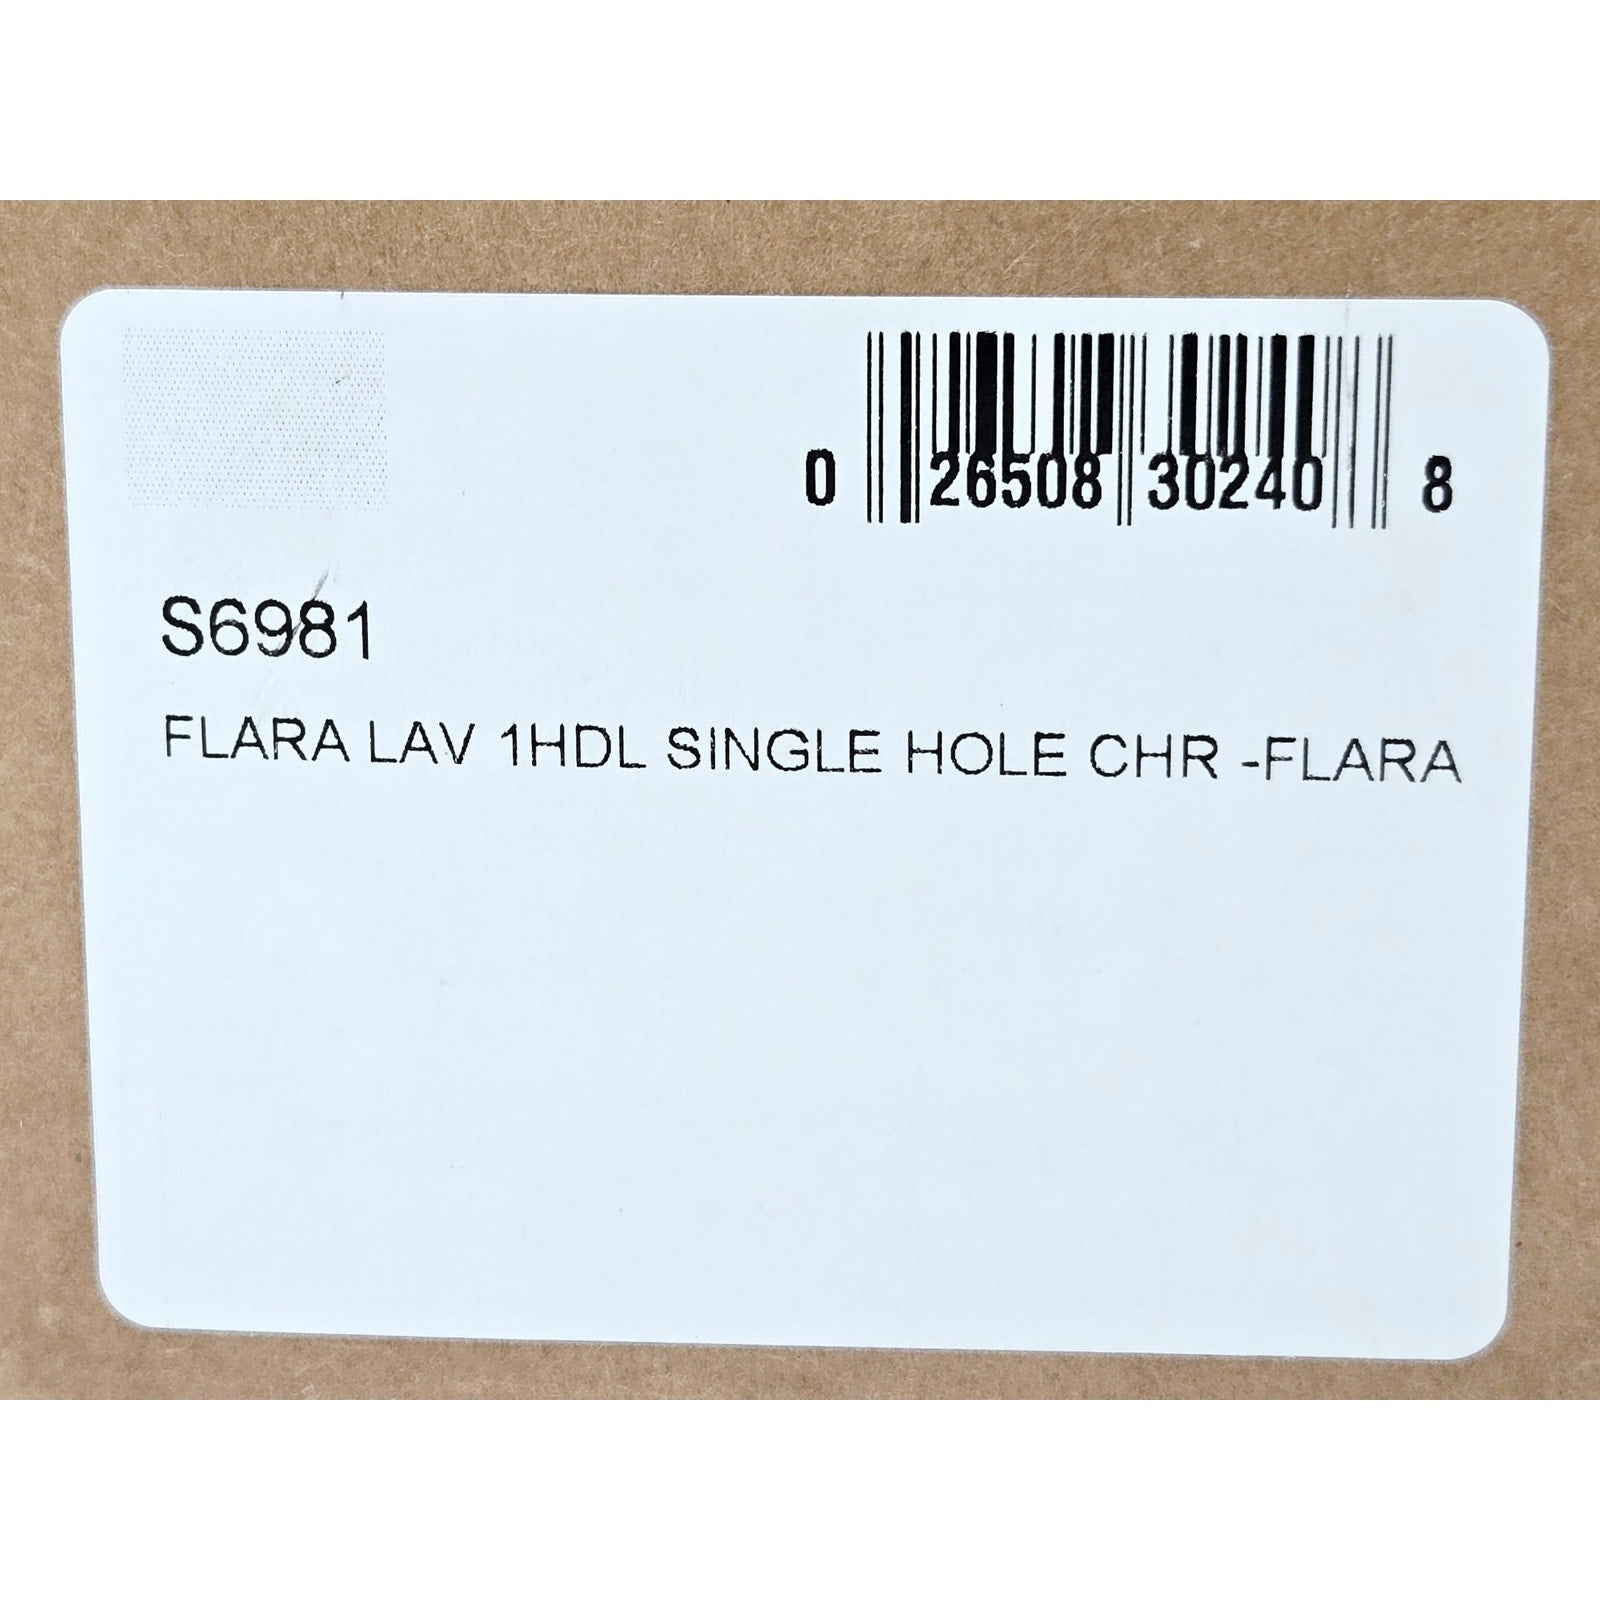 0 26508 30240 8
S6981
FLARA LAV 1HDL SINGLE HOLE CHR -FLARA